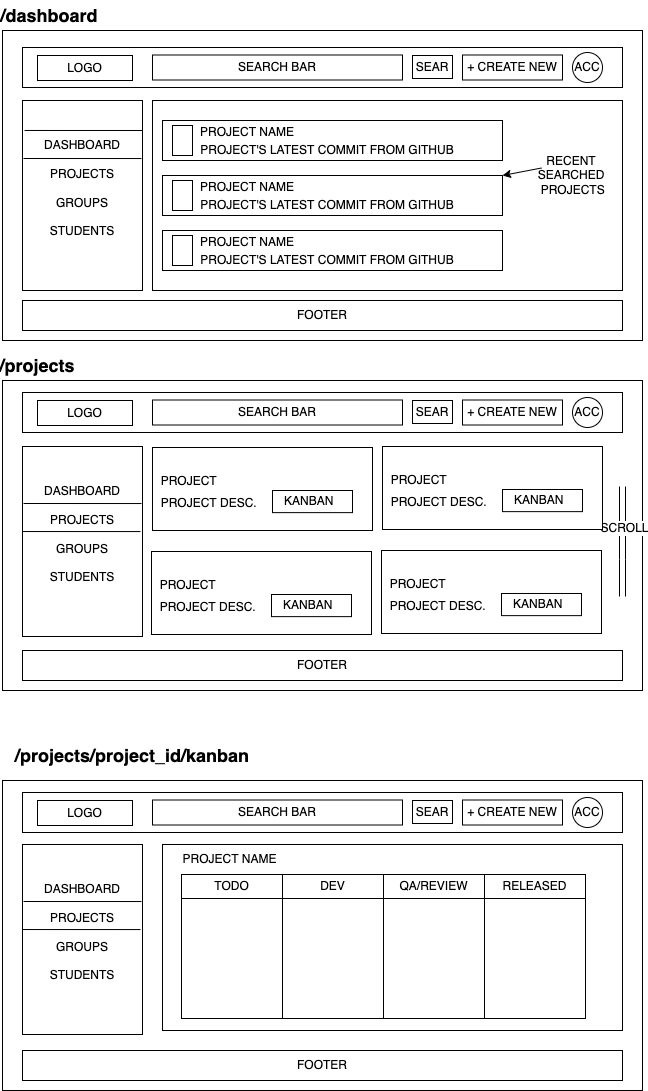 /dashboard
LOGO
SEARCH BAR
SEAR
+ CREATE NEW
ACC
DASHBOARD
PROJECTS
GROUPS
STUDENTS
PROJECT NAME
PROJECT'S LATEST COMMIT FROM GITHUB
PROJECT NAME
PROJECT'S LATEST COMMIT FROM GITHUB
PROJECT NAME
PROJECT'S LATEST COMMIT FROM GITHUB
RECENT
SEARCHED
PROJECTS
FOOTER
/projects
LOGO
SEARCH BAR
SEAR
+ CREATE NEW
ACC
DASHBOARD
PROJECTS
GROUPS
STUDENTS
PROJECT
PROJECT DESC.
KANBAN
PROJECT
PROJECT DESC.
KANBAN
PROJECT
PROJECT DESC.
KANBAN
PROJECT
PROJECT DESC.
KANBAN
SCROLL
FOOTER
/projects/project_id/kanban
LOGO
SEARCH BAR
SEAR
+ CREATE NEW
ACC
DASHBOARD
PROJECTS
GROUPS
STUDENTS
PROJECT NAME
TODO
DEV
QA/REVIEW
RELEASED
FOOTER